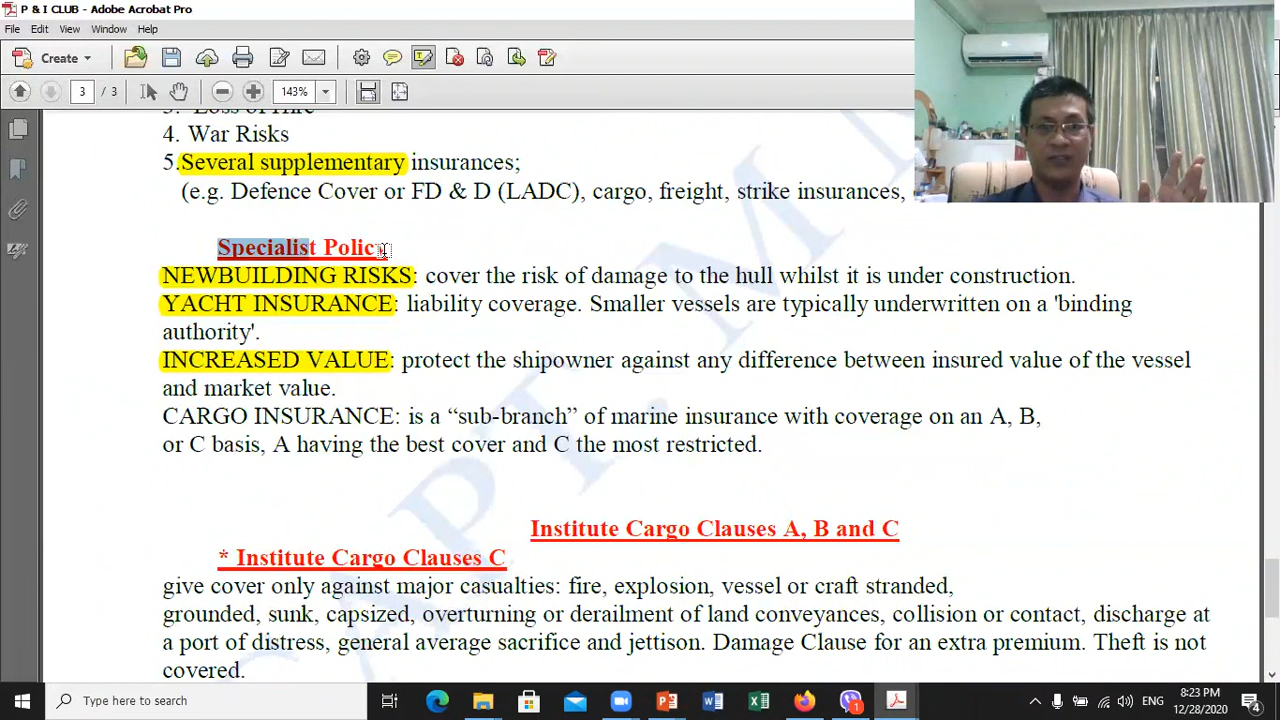 P & I CLUB - Adobe Acrobat Pro
File Edit View Window Help
Create
3 / 3 143%
3. Loss of Hire
4. War Risks
5.Several supplementary insurances;
(e.g. Defence Cover or FD & D (LADC), cargo, freight, strike insurances,
Specialist Policy
NEWBUILDING RISKS: cover the risk of damage to the hull whilst it is under construction.
YACHT INSURANCE: liability coverage. Smaller vessels are typically underwritten on a 'binding
authority'.
INCREASED VALUE: protect the shipowner against any difference between insured value of the vessel
and market value.
CARGO INSURANCE: is a “sub-branch” of marine insurance with coverage on an A, B,
or C basis, A having the best cover and C the most restricted.
Institute Cargo Clauses A, B and C
* Institute Cargo Clauses C
give cover only against major casualties: fire, explosion, vessel or craft stranded,
grounded, sunk, capsized, overturning or derailment of land conveyances, collision or contact, discharge at
a port of distress, general average sacrifice and jettison. Damage Clause for an extra premium. Theft is not
covered.
Type here to search
1
ENG
8:23 PM
12/28/2020
4